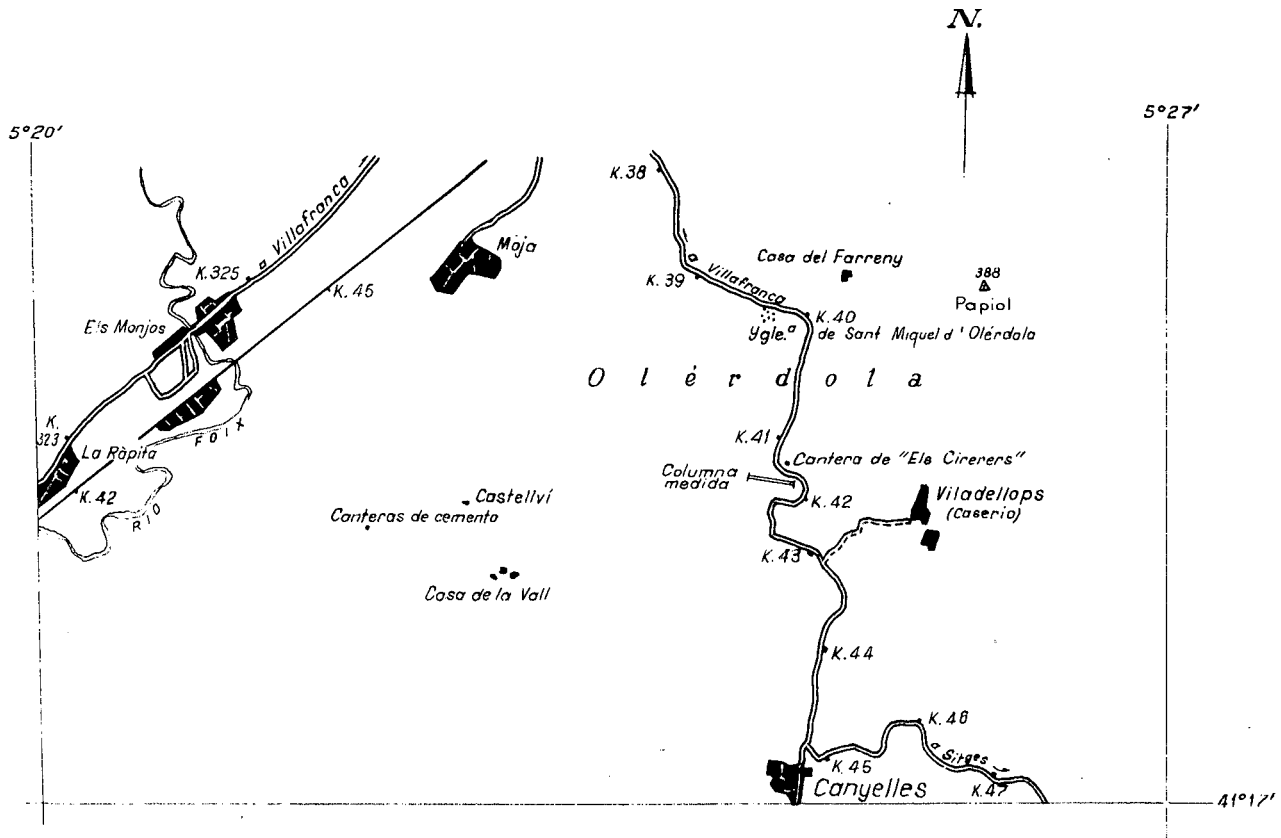 N.
5°20'
5°27'
K.38
a Villafranca
Mòja
K.325
a Villafranca
Casa del Farreny
388
Papiol
K.39
K.45
Els Monjos
K.40
Ygle.ª de Sant Miquel d'Olérdola
Olérdola
K.
323
La Ràpita
FOIX
K.41
Cantera de "Els Cirerers"
Columna
medida
K.42
RIO
Castellví
K.42
Viladellops
(Caserio)
Canteras de cemento
K.43
Casa de la Vall
K.44
K.46
a Sitges
K.45
K.47
Canyelles
41°17'